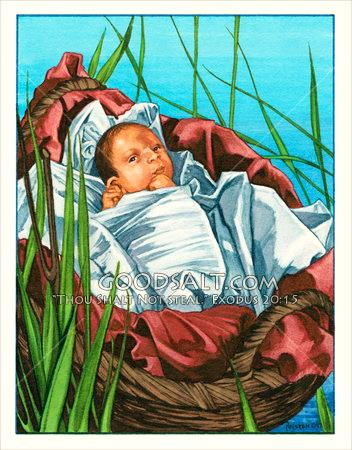 GOODSALT.COM
"THOU SHALT NOT STEAL" EXODUS 20:15